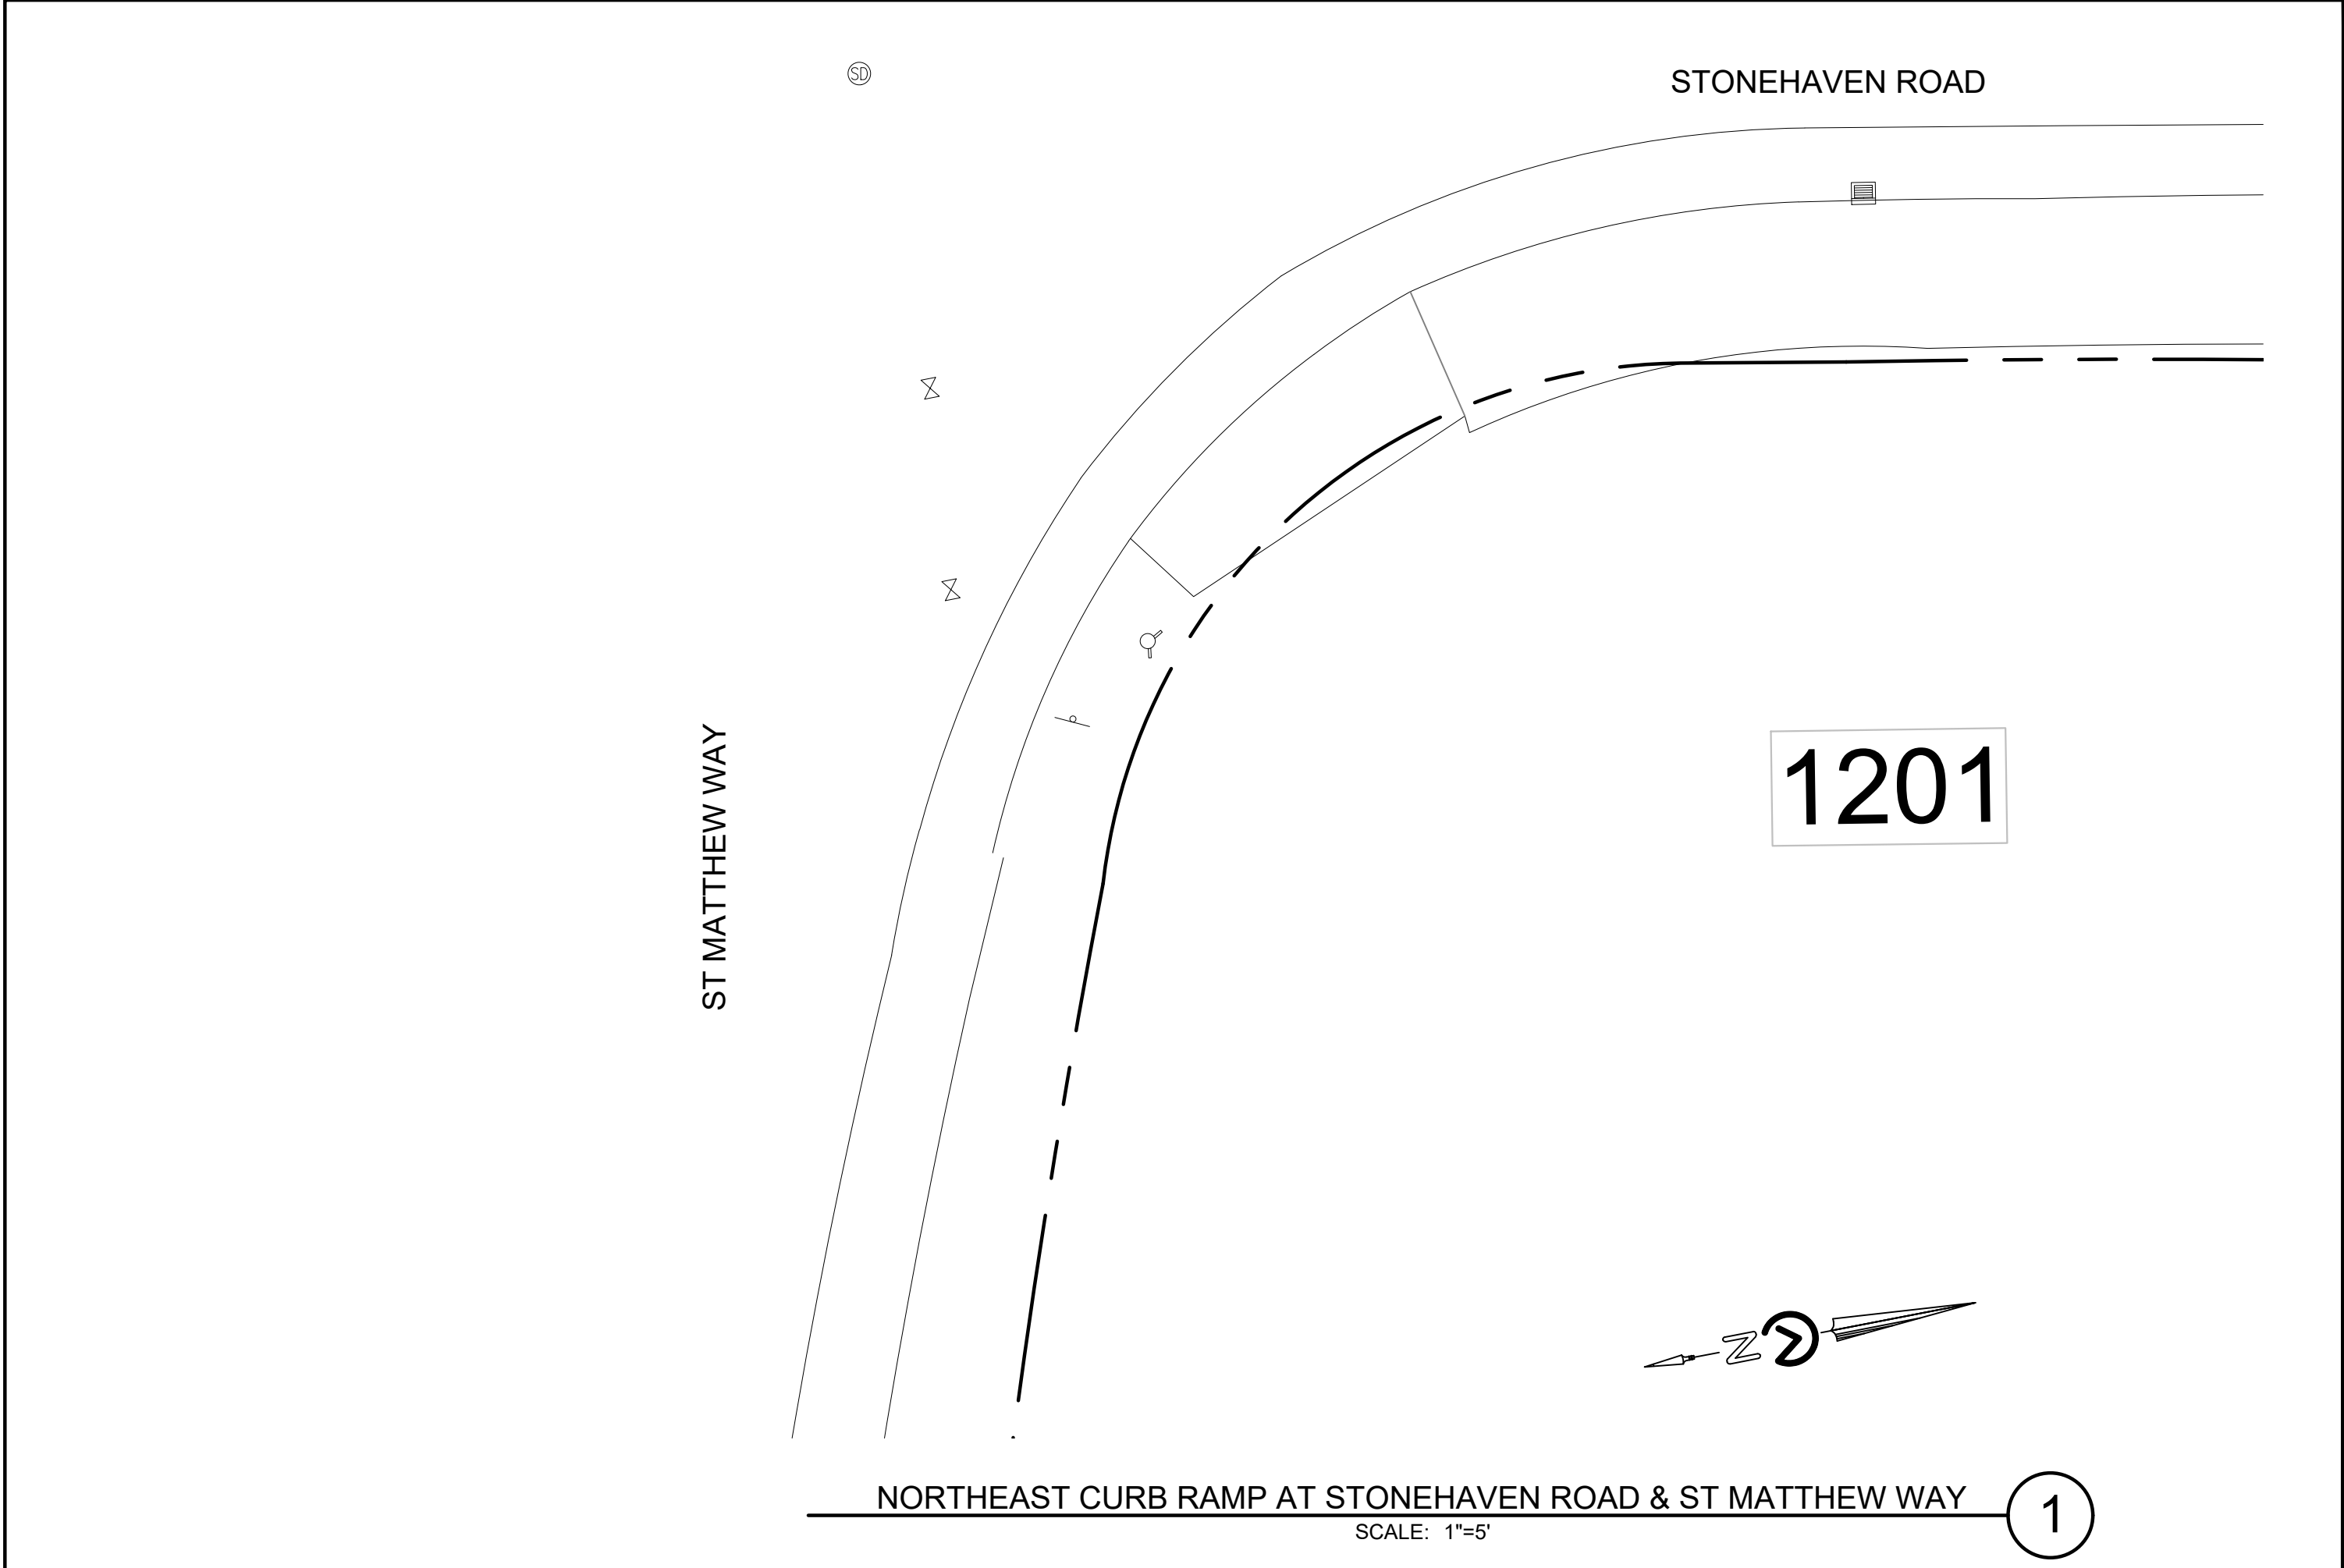 SD
STONEHAVEN ROAD
ST MATTHEW WAY
1201
N
NORTHEAST CURB RAMP AT STONEHAVEN ROAD & ST MATTHEW WAY
1
SCALE: 1"=5'